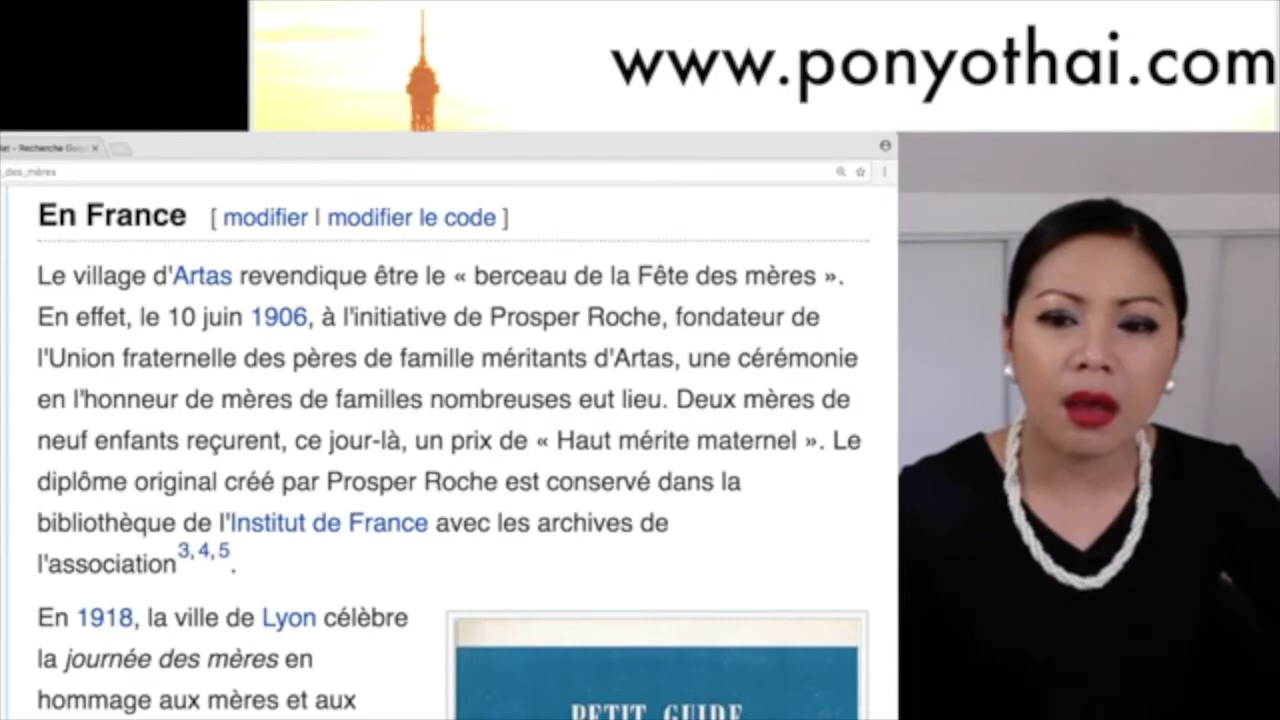 www.ponyothai.com
tat - Recherche Goo
_des_mères
En France [ modifier | modifier le code ]
Le village d'Artas revendique être le « berceau de la Fête des mères ».
En effet, le 10 juin 1906, à l'initiative de Prosper Roche, fondateur de
l'Union fraternelle des pères de famille méritants d'Artas, une cérémonie
en l'honneur de mères de familles nombreuses eut lieu. Deux mères de
neuf enfants reçurent, ce jour-là, un prix de « Haut mérite maternel ». Le
diplôme original créé par Prosper Roche est conservé dans la
bibliothèque de l'Institut de France avec les archives de
l'association3, 4, 5.
En 1918, la ville de Lyon célèbre
la journée des mères en
hommage aux mères et aux
PETIT GUIDE